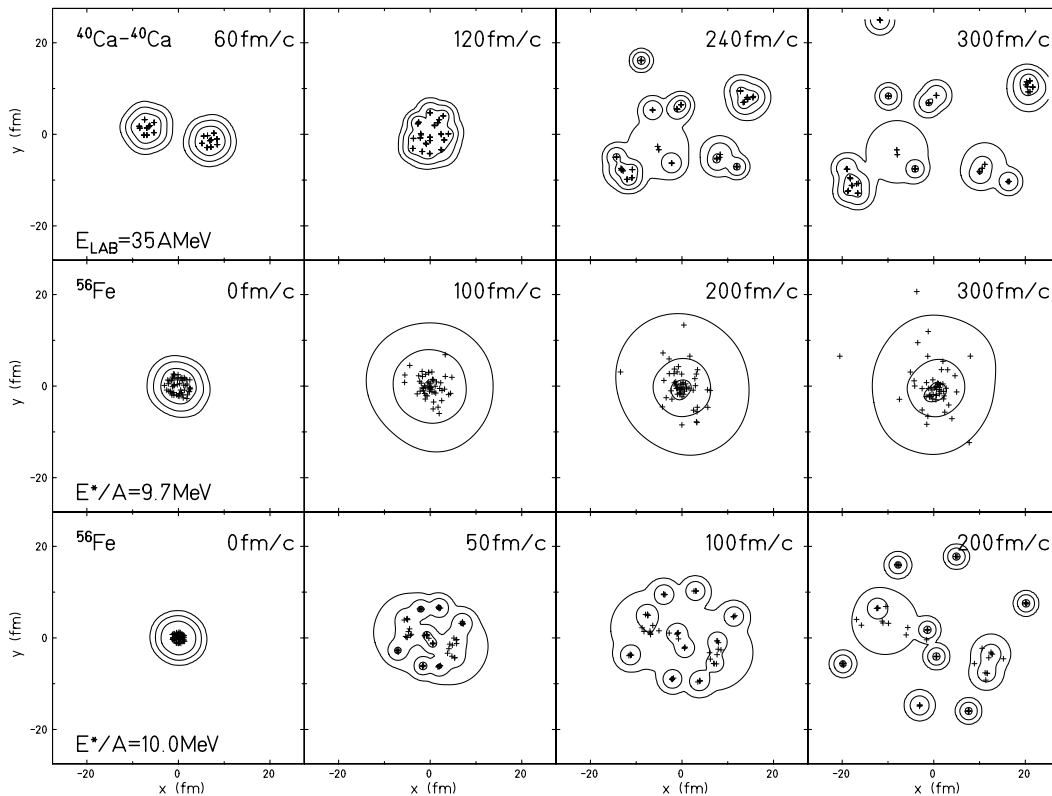 ⁴⁰Ca-⁴⁰Ca 60fm/c 120fm/c 240fm/c 300fm/c
20
y (fm)
0
-20
E_LAB=35AMeV
⁵⁶Fe 0fm/c 100fm/c 200fm/c 300fm/c
20
y (fm)
0
-20
E*/A=9.7MeV
⁵⁶Fe 0fm/c 50fm/c 100fm/c 200fm/c
20
y (fm)
0
-20
E*/A=10.0MeV
-20 0 20 -20 0 20 -20 0 20 -20 0 20
x (fm) x (fm) x (fm) x (fm)